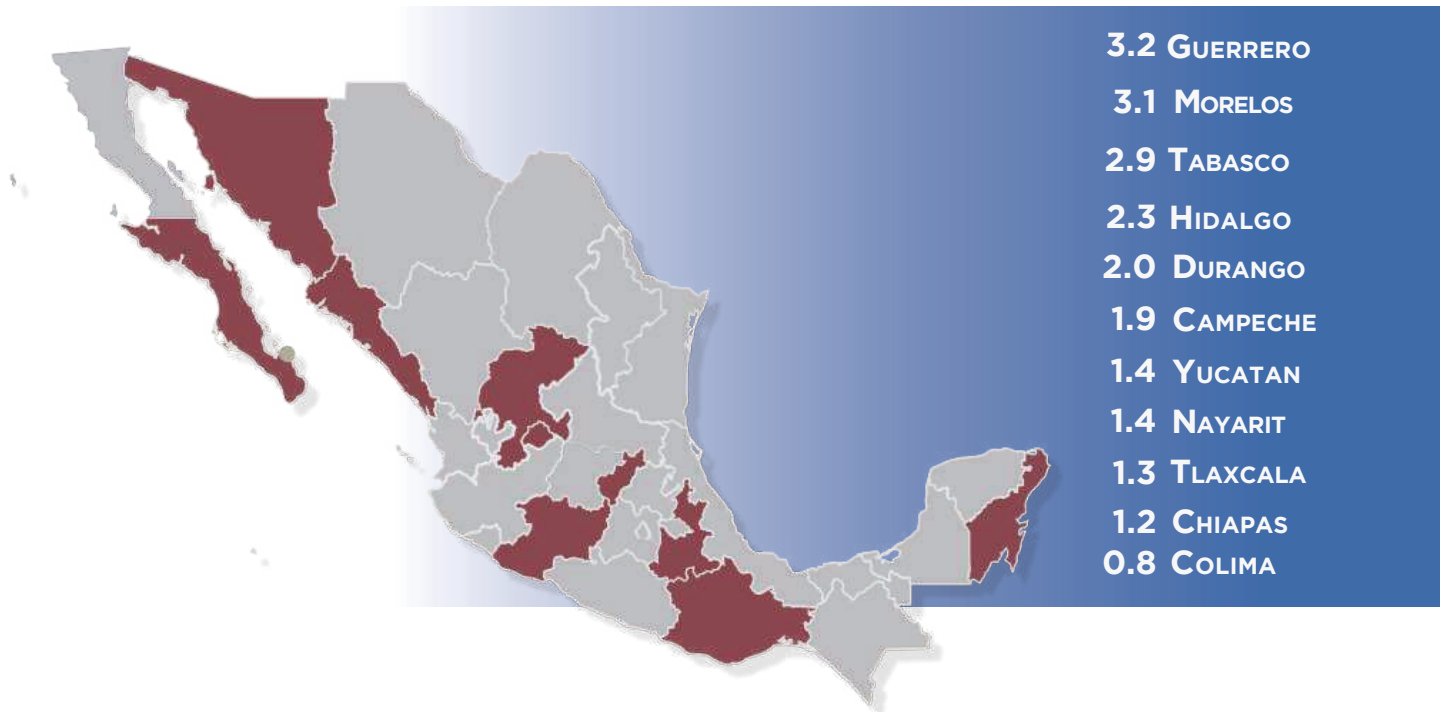 3.2 Guerrero
3.1 Morelos
2.9 Tabasco
2.3 Hidalgo
2.0 Durango
1.9 Campeche
1.4 Yucatan
1.4 Nayarit
1.3 Tlaxcala
1.2 Chiapas
0.8 Colima